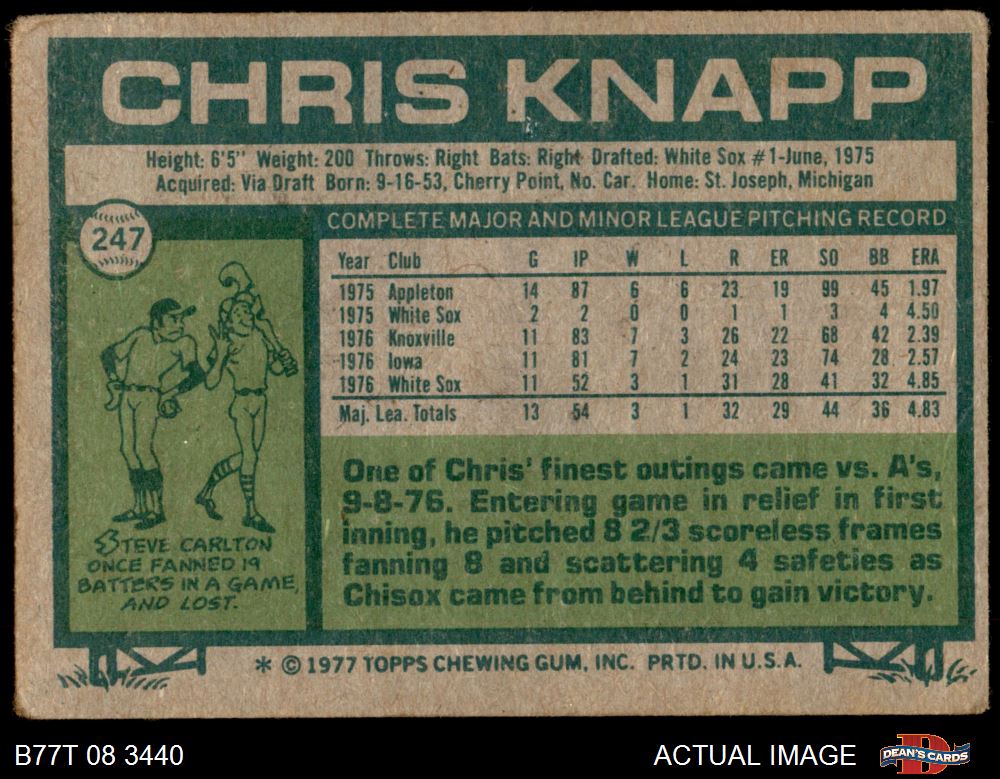 CHRIS KNAPP
Height: 6'5" Weight: 200 Throws: Right Bats: Right Drafted: White Sox #1-June, 1975
Acquired: Via Draft Born: 9-16-53, Cherry Point, No. Car. Home: St. Joseph, Michigan
247
COMPLETE MAJOR AND MINOR LEAGUE PITCHING RECORD
Year Club G IP W L R ER SO BB ERA
1975 Appleton 14 87 6 6 23 19 99 45 1.97
1975 White Sox 2 2 0 0 1 1 3 4 4.50
1976 Knoxville 11 83 7 3 26 22 68 42 2.39
1976 Iowa 11 81 7 2 24 23 74 28 2.57
1976 White Sox 11 52 3 1 31 28 41 32 4.85
Maj. Lea. Totals 13 54 3 1 32 29 44 36 4.83
STEVE CARLTON
ONCE FANNED 19
BATTERS IN A GAME,
AND LOST.
One of Chris' finest outings came vs. A's,
9-8-76. Entering game in relief in first
inning, he pitched 8 2/3 scoreless frames
fanning 8 and scattering 4 safeties as
Chisox came from behind to gain victory.
* © 1977 TOPPS CHEWING GUM, INC. PRTD. IN U.S.A.
B77T 08 3440
ACTUAL IMAGE
DEAN'S CARDS